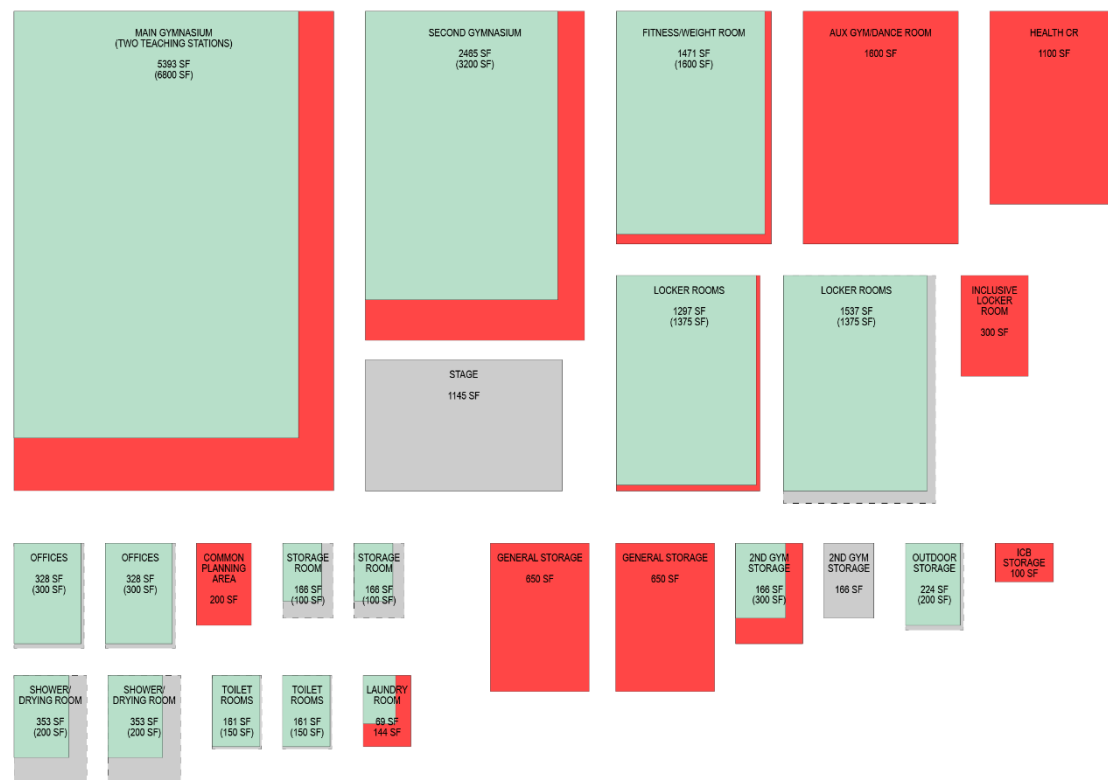 MAIN GYMNASIUM
(TWO TEACHING STATIONS)
5393 SF
(6800 SF)
SECOND GYMNASIUM
2465 SF
(3200 SF)
FITNESS/WEIGHT ROOM
1471 SF
(1600 SF)
AUX GYM/DANCE ROOM
1600 SF
HEALTH CR
1100 SF
STAGE
1145 SF
LOCKER ROOMS
1297 SF
(1375 SF)
LOCKER ROOMS
1537 SF
(1375 SF)
INCLUSIVE
LOCKER
ROOM
300 SF
OFFICES
328 SF
(300 SF)
OFFICES
328 SF
(300 SF)
COMMON
PLANNING
AREA
200 SF
STORAGE
ROOM
166 SF
(100 SF)
STORAGE
ROOM
166 SF
(100 SF)
GENERAL STORAGE
650 SF
GENERAL STORAGE
650 SF
2ND GYM
STORAGE
166 SF
(300 SF)
2ND GYM
STORAGE
166 SF
OUTDOOR
STORAGE
224 SF
(200 SF)
ICB
STORAGE
100 SF
SHOWER/
DRYING ROOM
353 SF
(200 SF)
SHOWER/
DRYING ROOM
353 SF
(200 SF)
TOILET
ROOMS
161 SF
(150 SF)
TOILET
ROOMS
161 SF
(150 SF)
LAUNDRY
ROOM
69 SF
144 SF